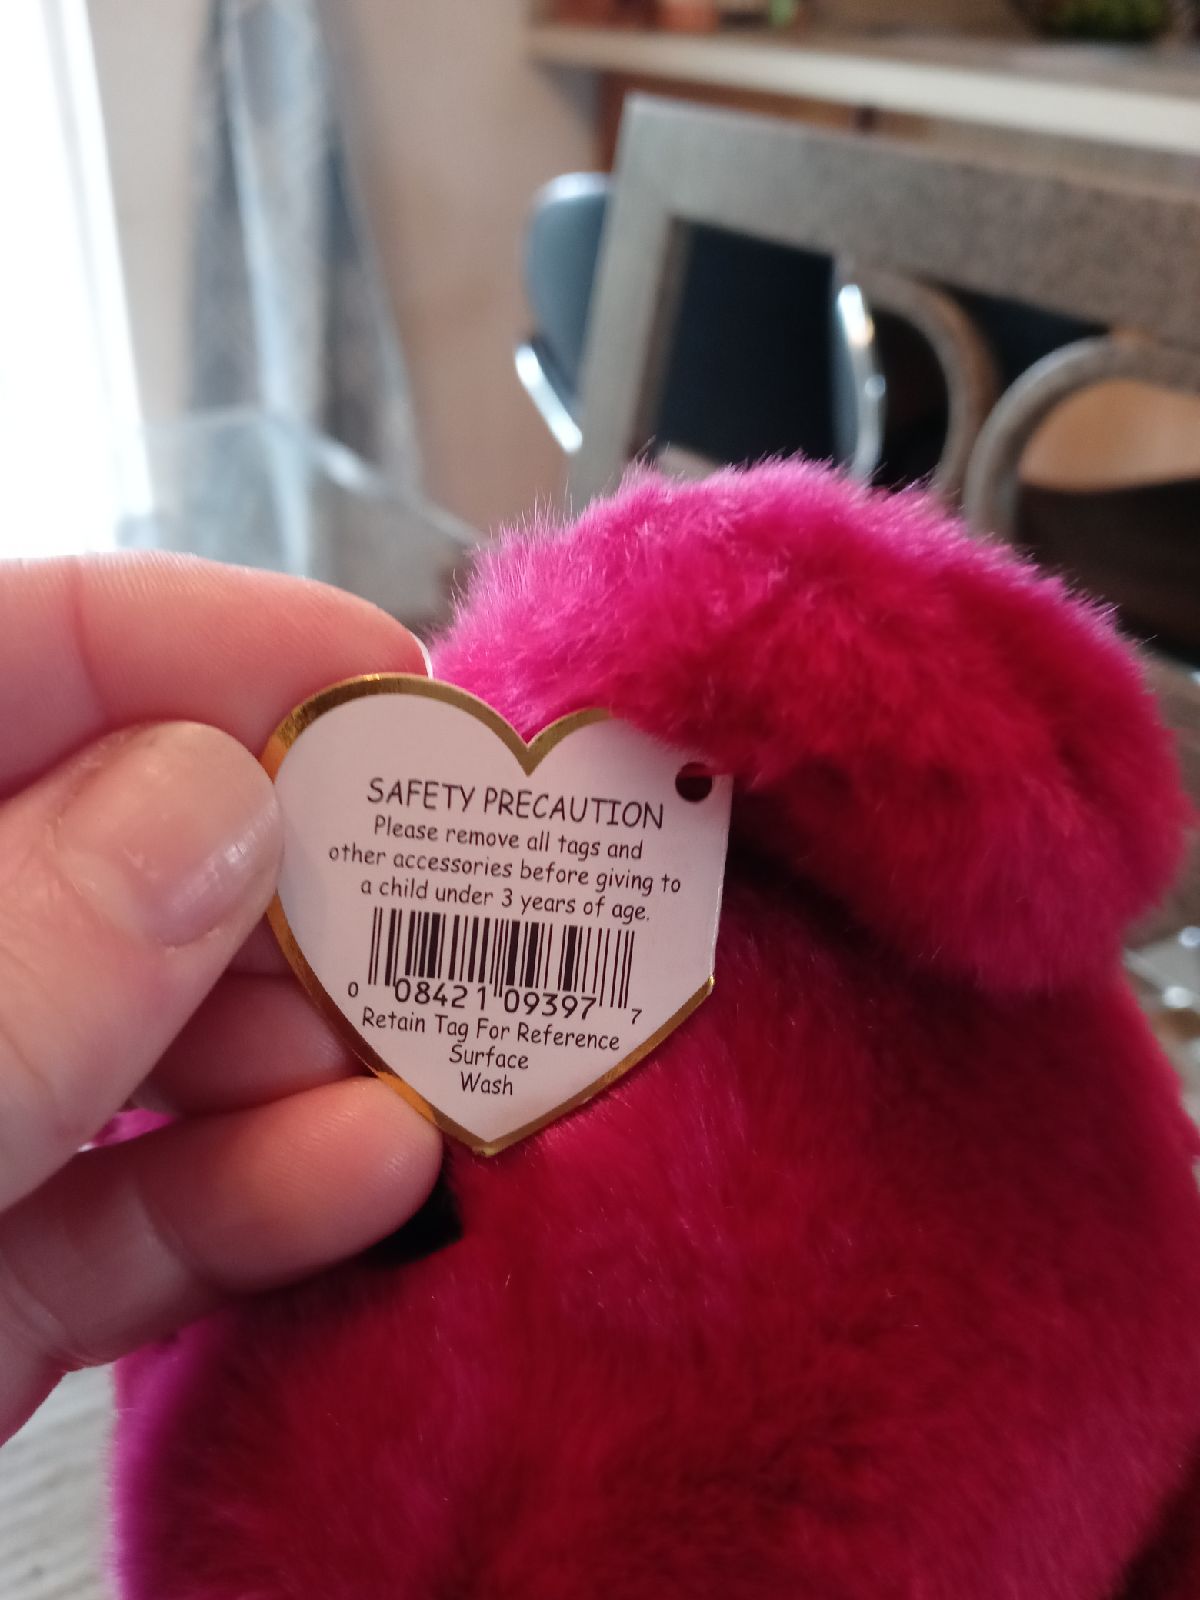 SAFETY PRECAUTION
Please remove all tags and
other accessories before giving to
a child under 3 years of age.
0 08421 09397 7
Retain Tag For Reference
Surface
Wash